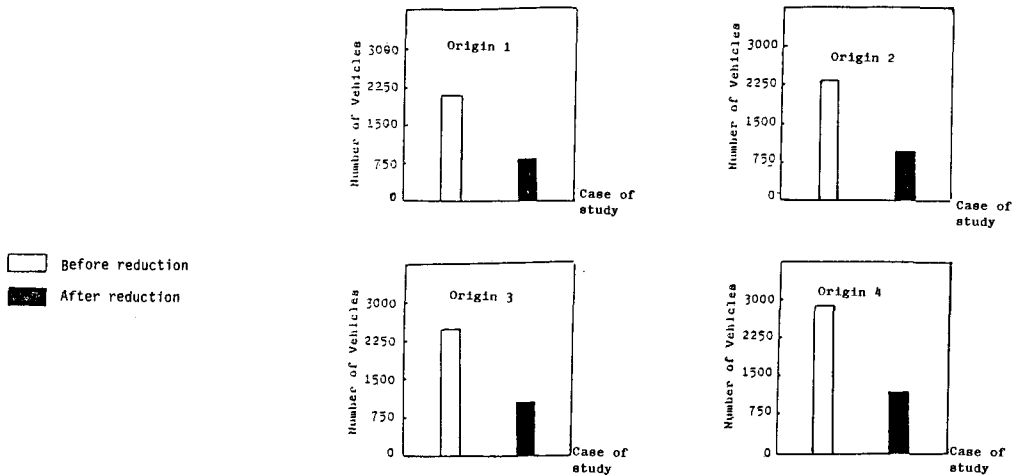 Number of Vehicles
3000
2250
1500
750
0
Origin 1
Case of
study
Number of Vehicles
3000
2250
1500
750
0
Origin 2
Case of
study
Before reduction
After reduction
Number of Vehicles
3000
2250
1500
750
0
Origin 3
Case of
study
Number of Vehicles
3000
2250
1500
750
0
Origin 4
Case of
study